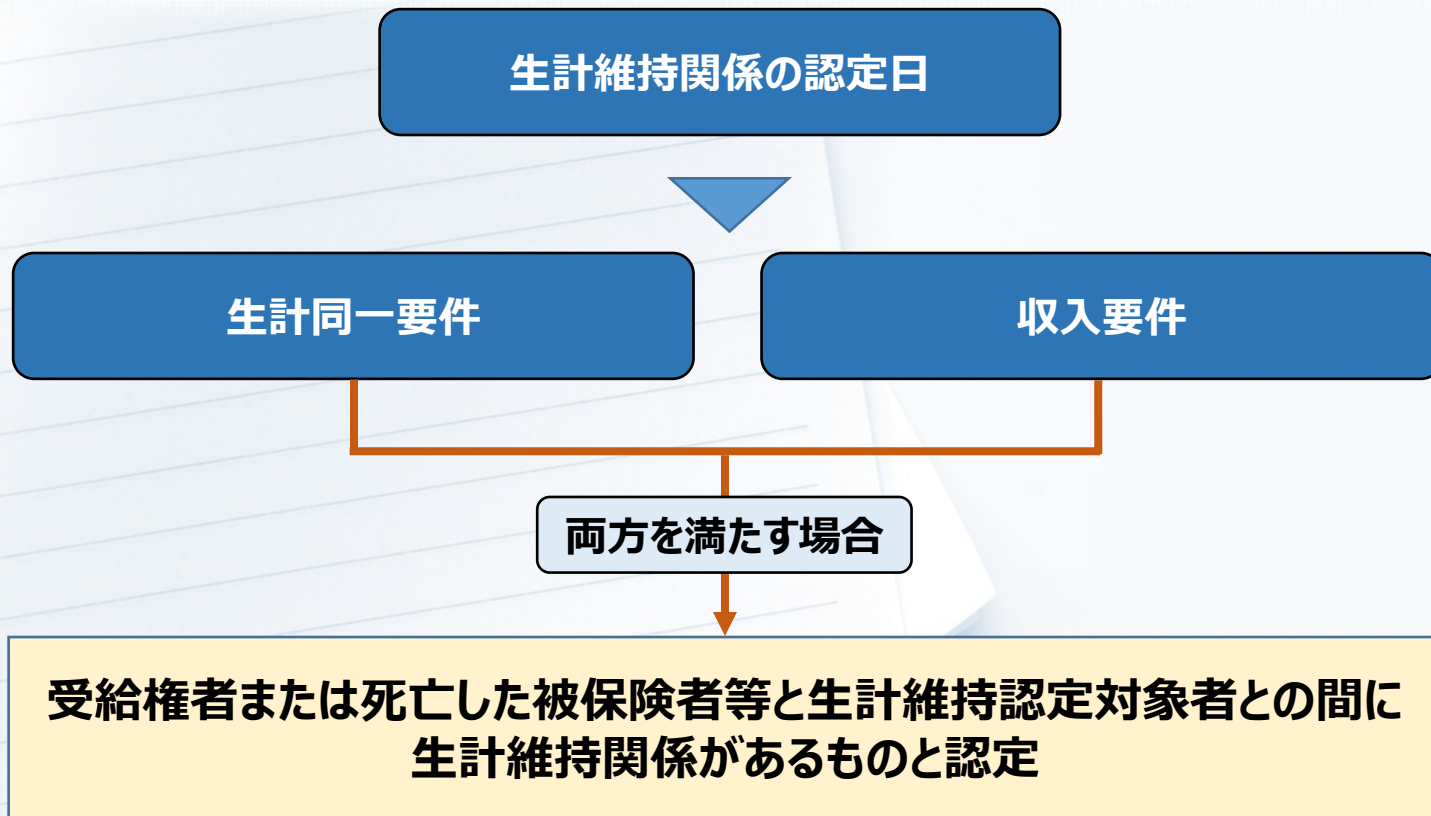 生計維持関係の認定日
生計同一要件
収入要件
両方を満たす場合
受給権者または死亡した被保険者等と生計維持認定対象者との間に
生計維持関係があるものと認定